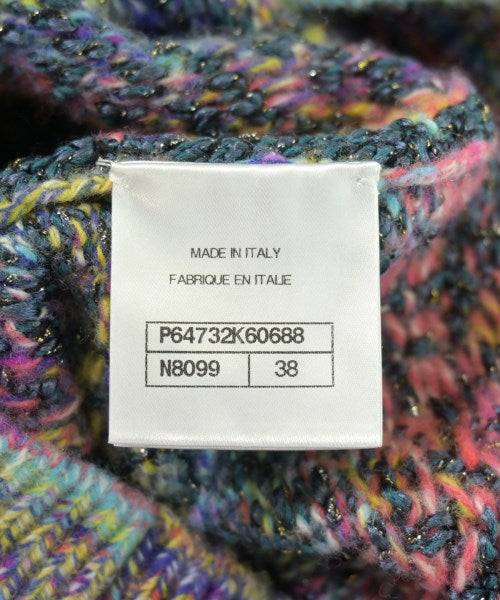 MADE IN ITALY
FABRIQUE EN ITALIE
P64732K60688
N8099 38